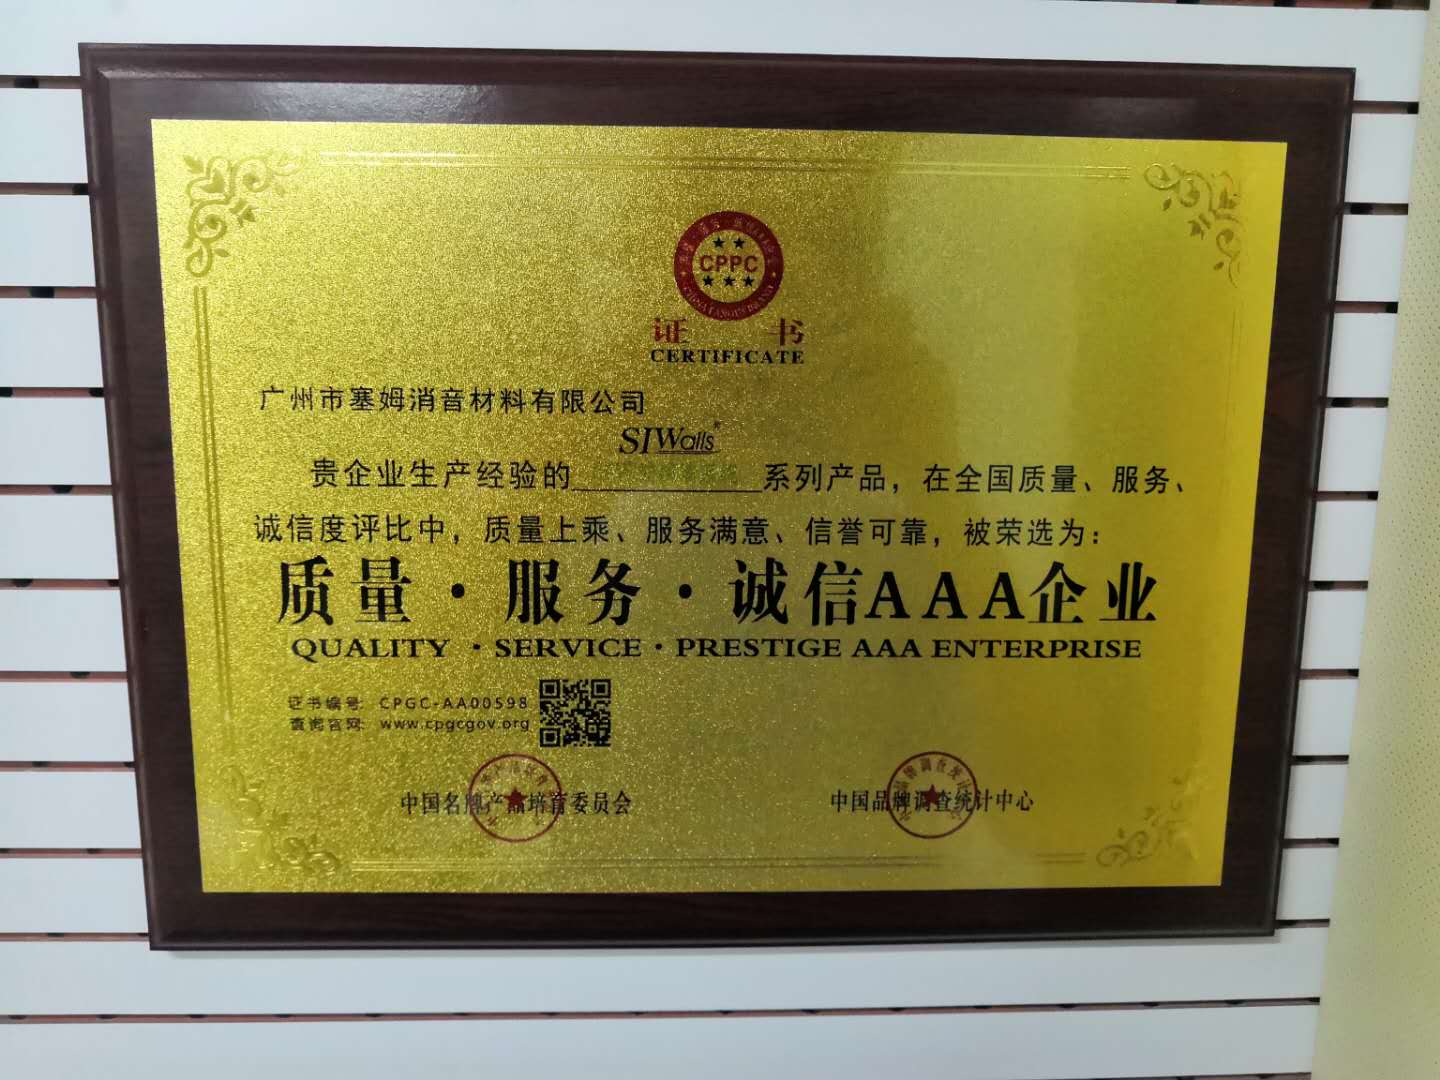 CPPC
证 书
CERTIFICATE
广州市塞姆消音材料有限公司
SIWalls
贵企业生产经验的 系列产品，在全国质量、服务、
诚信度评比中，质量上乘、服务满意、信誉可靠，被荣选为：
质量·服务·诚信AAA企业
QUALITY · SERVICE · PRESTIGE AAA ENTERPRISE
证书编号: CPGC-AA00598
查询官网: www.cpgcgov.org
中国名牌产品培育委员会
中国品牌调查统计中心